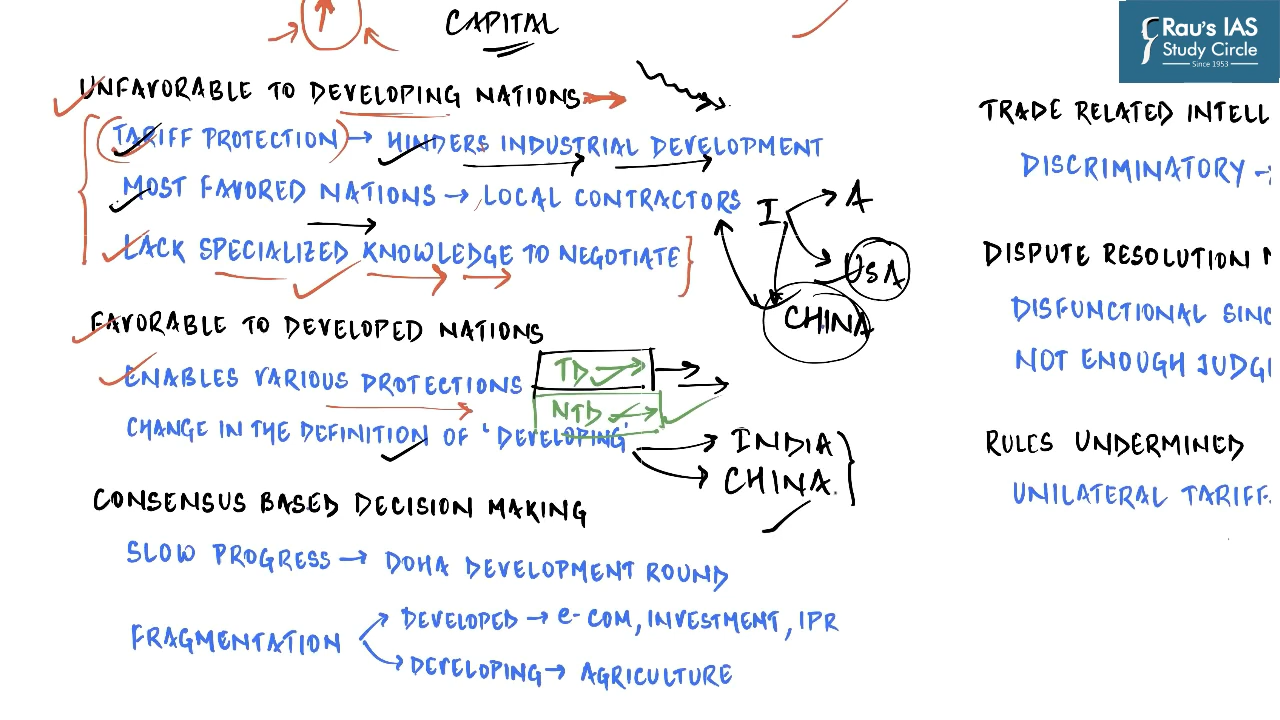 CAPITAL
Rau's IAS
Study Circle
Since 1953
UNFAVORABLE TO DEVELOPING NATIONS →
TARIFF PROTECTION → HINDERS INDUSTRIAL DEVELOPMENT
MOST FAVORED NATIONS → LOCAL CONTRACTORS
LACK SPECIALIZED KNOWLEDGE TO NEGOTIATE
I
A
USA
CHINA
FAVORABLE TO DEVELOPED NATIONS
ENABLES VARIOUS PROTECTIONS
TD
NTB
CHANGE IN THE DEFINITION OF 'DEVELOPING'
INDIA
CHINA.
CONSENSUS BASED DECISION MAKING
SLOW PROGRESS → DOHA DEVELOPMENT ROUND
FRAGMENTATION
DEVELOPED → e-COM, INVESTMENT, IPR
DEVELOPING → AGRICULTURE
TRADE RELATED INTELL
DISCRIMINATORY →
DISPUTE RESOLUTION
DISFUNCTIONAL SINC
NOT ENOUGH JUDG
RULES UNDERMINED
UNILATERAL TARIFF